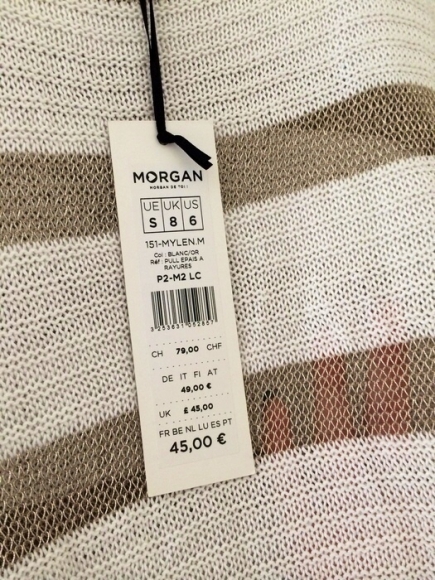 MORGAN
MORGAN DE TOI
UE UK US
S 8 6
151-MYLEN.M
Col : BLANC/OR
Réf : PULL EPAIS A
RAYURES
P2-M2 LC
CH 79,00 CHF
DE IT FI AT
49,00 €
UK £ 45,00
FR BE NL LU ES PT
45,00 €